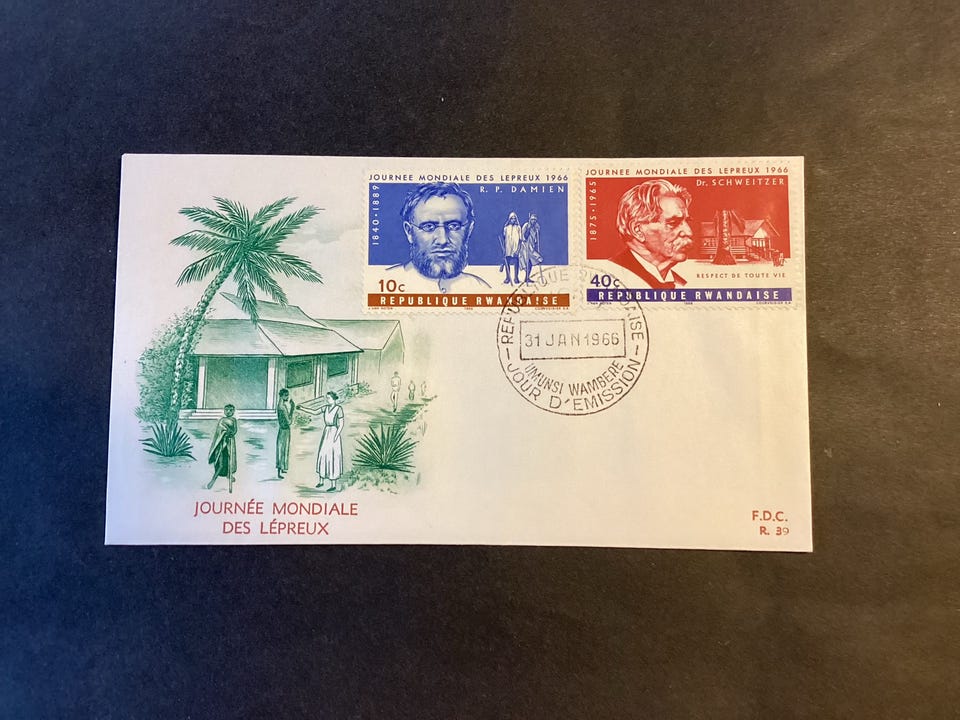 JOURNEE MONDIALE DES LEPREUX 1966
R. P. DAMIEN
1840-1889
10c
REPUBLIQUE RWANDAISE
JOURNEE MONDIALE DES LEPREUX 1966
Dr. SCHWEITZER
1875-1965
RESPECT DE TOUTE VIE
40c
REPUBLIQUE RWANDAISE
31 JAN 1966
UMUNSI WAMBERE
JOUR D'EMISSION
JOURNÉE MONDIALE
DES LÉPREUX
F.D.C.
R. 39